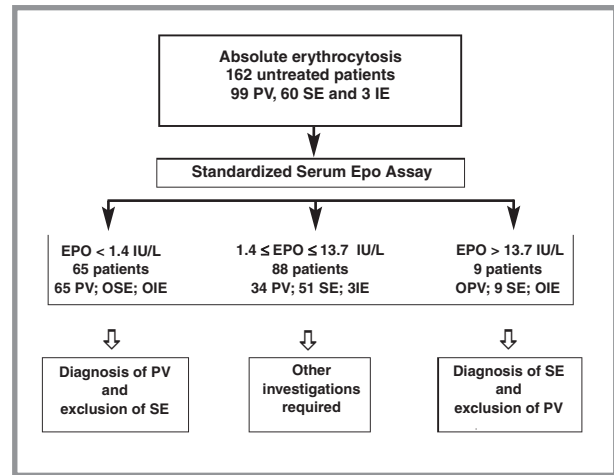 Absolute erythrocytosis
162 untreated patients
99 PV, 60 SE and 3 IE
Standardized Serum Epo Assay
EPO < 1.4 IU/L
65 patients
65 PV; OSE; OIE
1.4 ≤ EPO ≤ 13.7 IU/L
88 patients
34 PV; 51 SE; 3IE
EPO > 13.7 IU/L
9 patients
OPV; 9 SE; OIE
Diagnosis of PV
and
exclusion of SE
Other
investigations
required
Diagnosis of SE
and
exclusion of PV